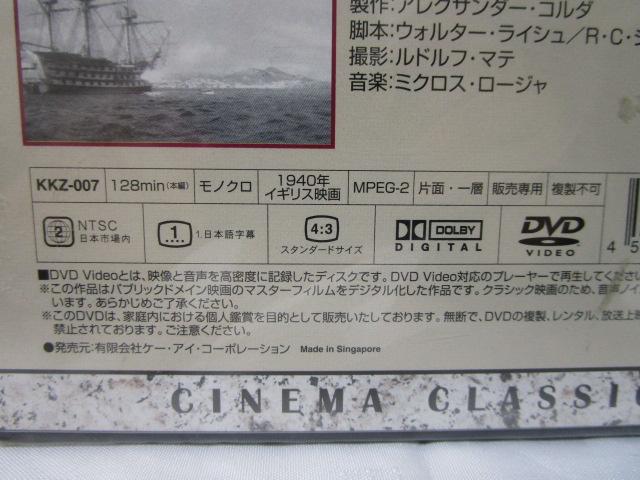 製作：アレクサンダー・コルダ
脚本：ウォルター・ライシュ／R・C・
撮影：ルドルフ・マテ
音楽：ミクロス・ロージャ
KKZ-007 128min(本編) モノクロ 1940年 イギリス映画 MPEG-2 片面・一層 販売専用 複製不可
2 NTSC 日本市場内 1 1.日本語字幕 4:3 スタンダードサイズ DOLBY DIGITAL DVD VIDEO
4 5
■DVD Videoとは、映像と音声を高密度に記録したディスクです。DVD Video対応のプレーヤーで再生してくださ
※この作品はパブリックドメイン映画のマスターフィルムをデジタル化した作品です。クラシック映画のため、音声ノイ
います。あらかじめご了承ください。
※このDVDは、家庭内における個人鑑賞を目的として販売いたしております。無断で、DVDの複製、レンタル、放送上
禁止されております。ご注意ください。
●発売元：有限会社ケー・アイ・コーポレーション Made in Singapore
CINEMA CLASSIC